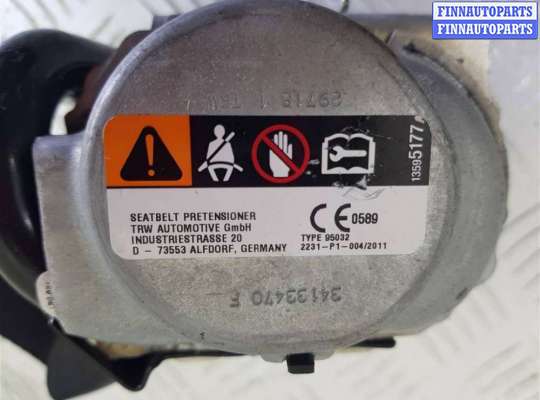 FINNAUTOPARTS
FINNAUTOPARTS
13595177
SEATBELT PRETENSIONER
TRW AUTOMOTIVE GmbH
INDUSTRIESTRASSE 20
D - 73553 ALFDORF, GERMANY
CE 0589
TYPE 95032
2231-P1-004/2011
34133470 F